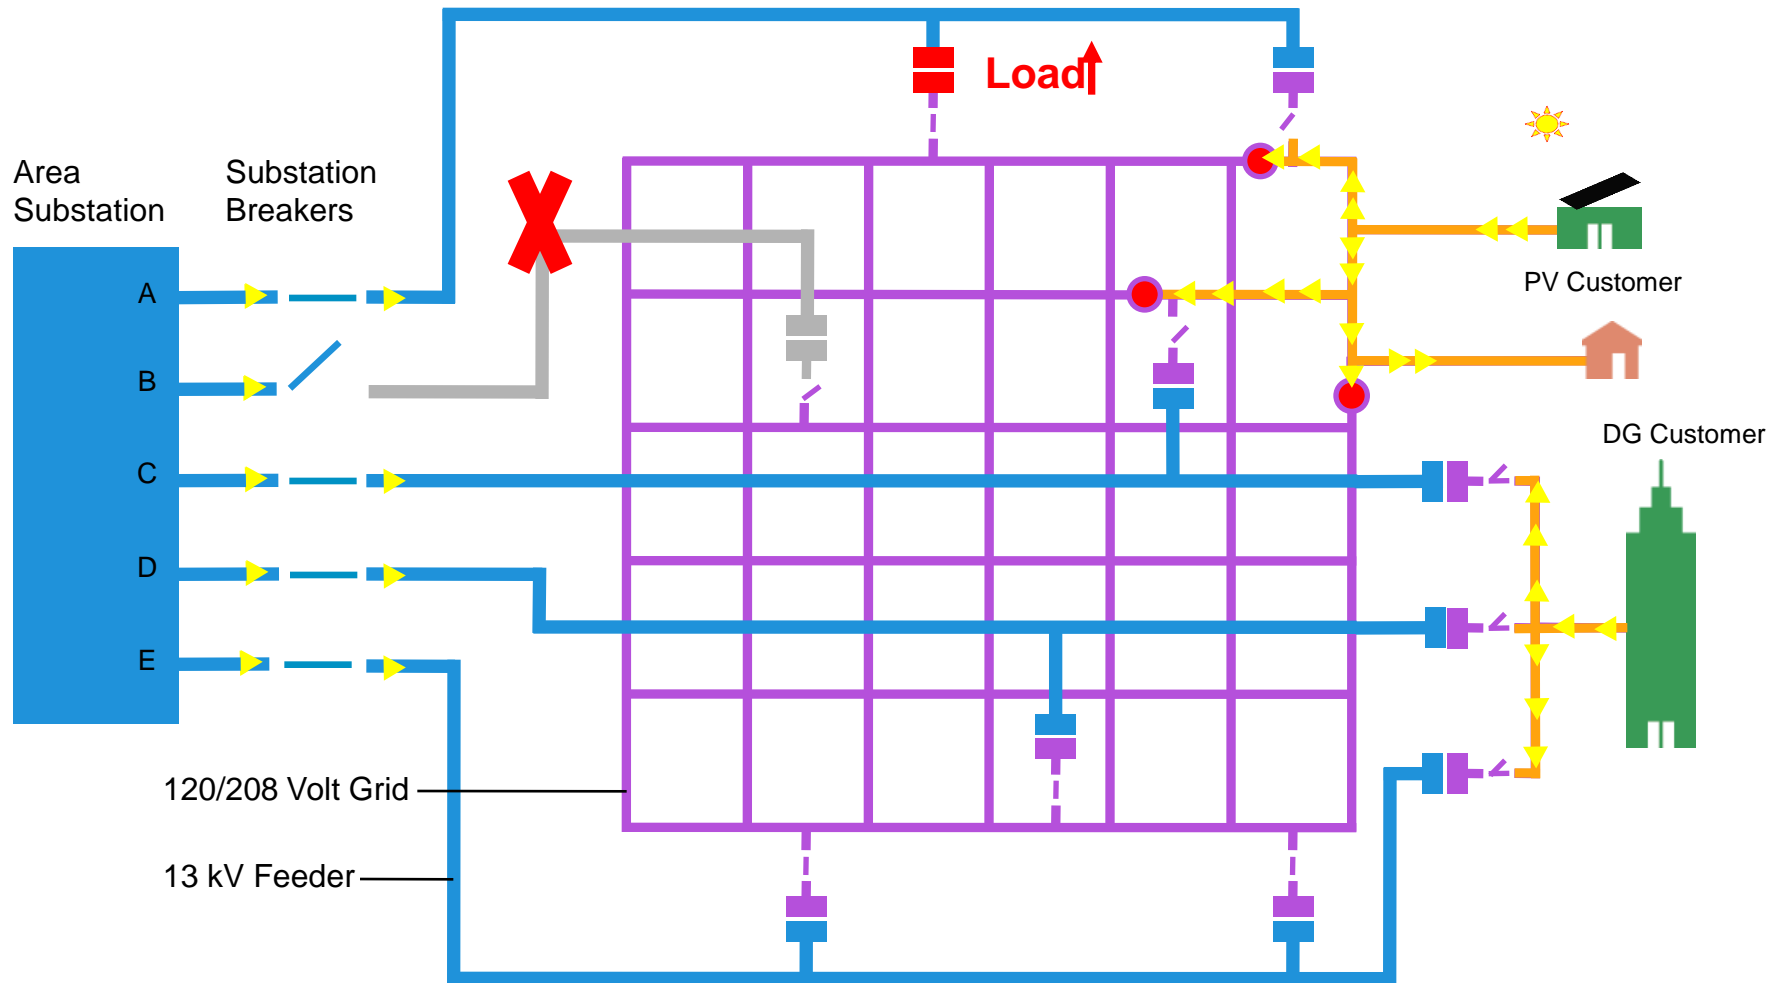 Load
Area
Substation
Substation
Breakers
A
B
C
D
E
PV Customer
DG Customer
120/208 Volt Grid
13 kV Feeder